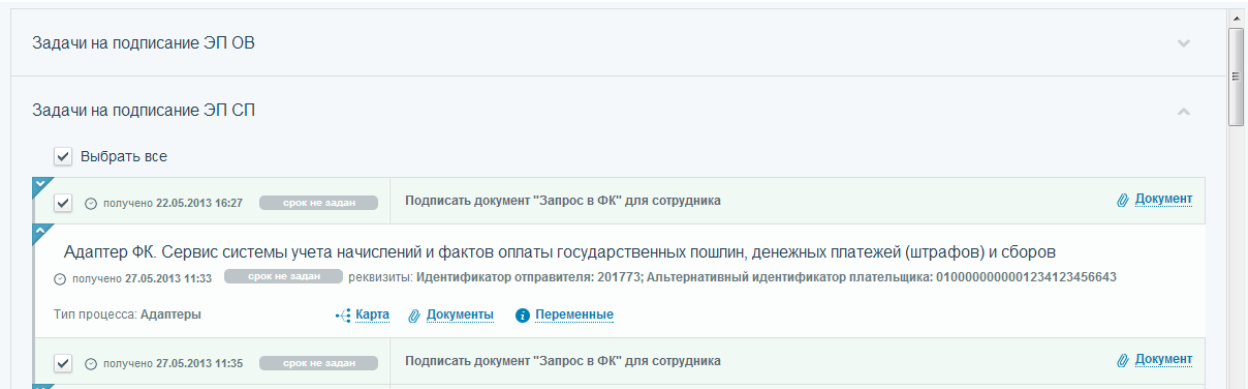 Задачи на подписание ЭП ОВ
Задачи на подписание ЭП СП
Выбрать все
получено 22.05.2013 16:27 срок не задан Подписать документ "Запрос в ФК" для сотрудника Документ
Адаптер ФК. Сервис системы учета начислений и фактов оплаты государственных пошлин, денежных платежей (штрафов) и сборов
получено 27.05.2013 11:33 срок не задан реквизиты: Идентификатор отправителя: 201773; Альтернативный идентификатор плательщика: 0100000000001234123456643
Тип процесса: Адаптеры Карта Документы Переменные
получено 27.05.2013 11:35 срок не задан Подписать документ "Запрос в ФК" для сотрудника Документ